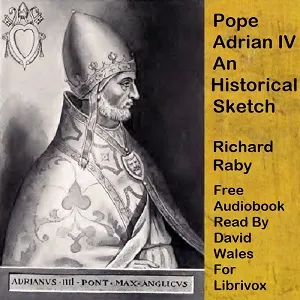 Pope
Adrian IV
An
Historical
Sketch
Richard
Raby
Free
Audiobook
Read By
David
Wales
For
Librivox
ADRIANVS · IIII · PONT · MAX · ANGLICVS